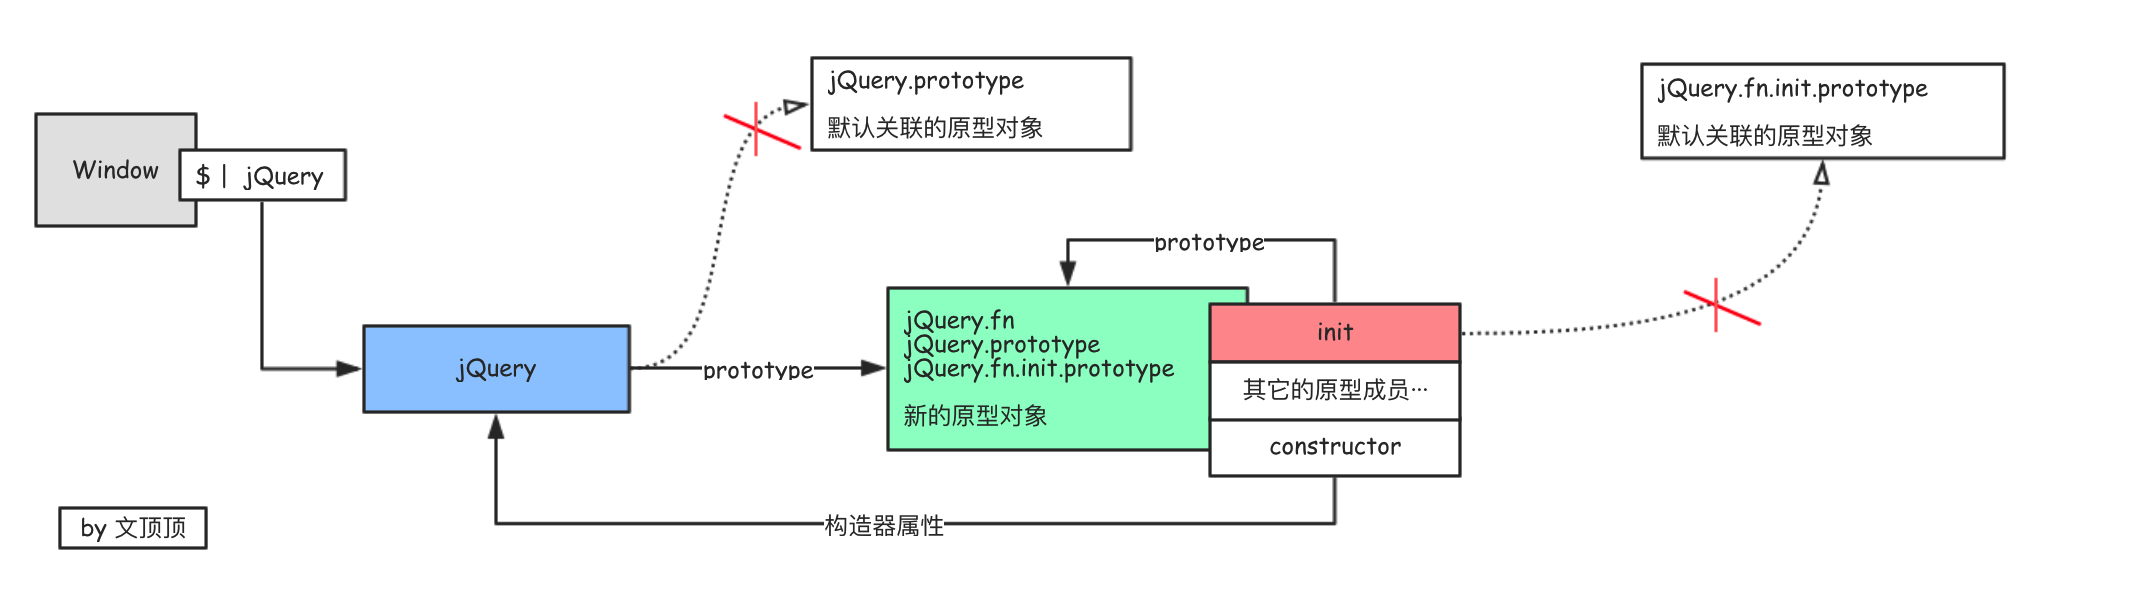 jQuery.prototype
默认关联的原型对象
jQuery.fn.init.prototype
默认关联的原型对象
Window
$ | jQuery
prototype
jQuery.fn
jQuery.prototype
jQuery.fn.init.prototype
新的原型对象
init
其它的原型成员…
constructor
jQuery
prototype
构造器属性
by 文顶顶